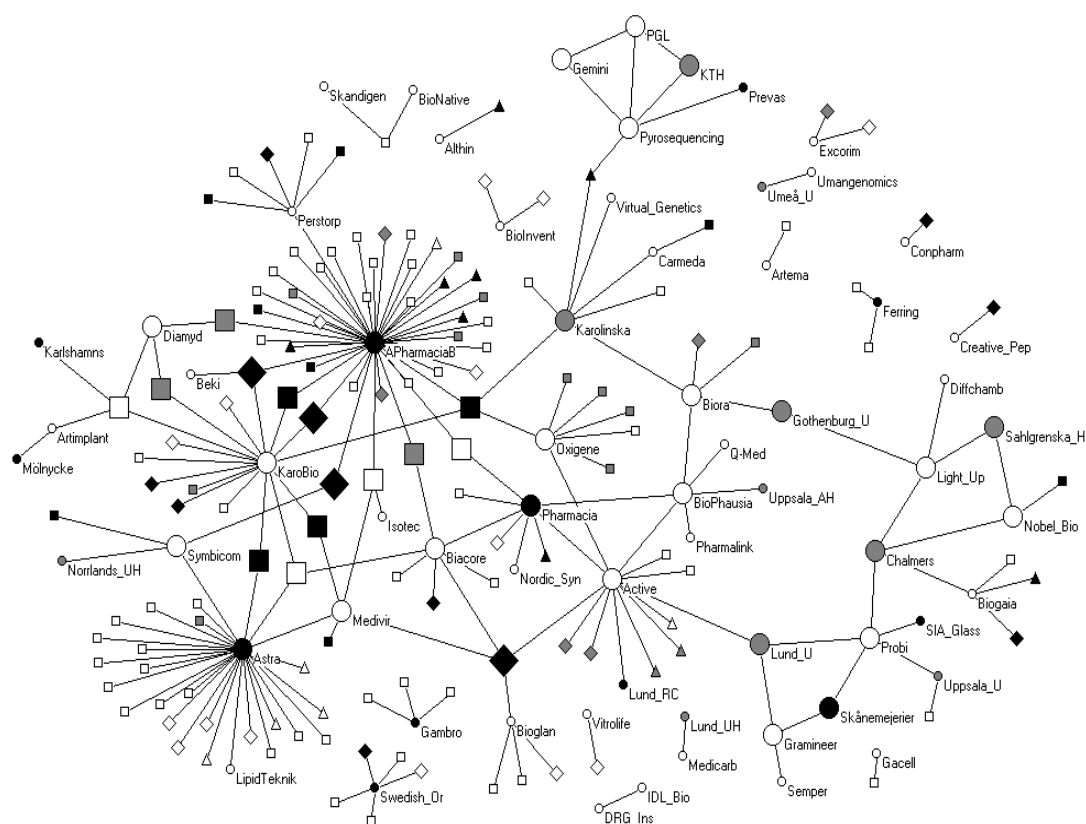 PGL
Gemini
KTH
Skandigen
BioNative
Prevas
Althin
Pyrosequencing
Excorim
Umangenomics
Umeå_U
Perstorp
Virtual_Genetics
BioInvent
Carmeda
Conpharm
Artema
Ferring
Diamyd
Karolinska
Creative_Pep
Karlshamns
APharmaciaB
Beki
Diffchamb
Biora
Gothenburg_U
Artimplant
Oxigene
Sahlgrenska_H
Q-Med
Mölnycke
KaroBio
Light_Up
Uppsala_AH
BioPhausia
Pharmacia
Isotec
Nobel_Bio
Pharmalink
Symbicom
Biacore
Chalmers
Norrlands_UH
Nordic_Syn
Active
Biogaia
Medivir
SIA_Glass
Lund_U
Probi
Astra
Uppsala_U
Lund_RC
Skånemejerier
Gambro
Bioglan
Vitrolife
Lund_UH
Gramineer
Medicarb
Gacell
LipidTeknik
Semper
Swedish_Or
IDL_Bio
DRG_Ins